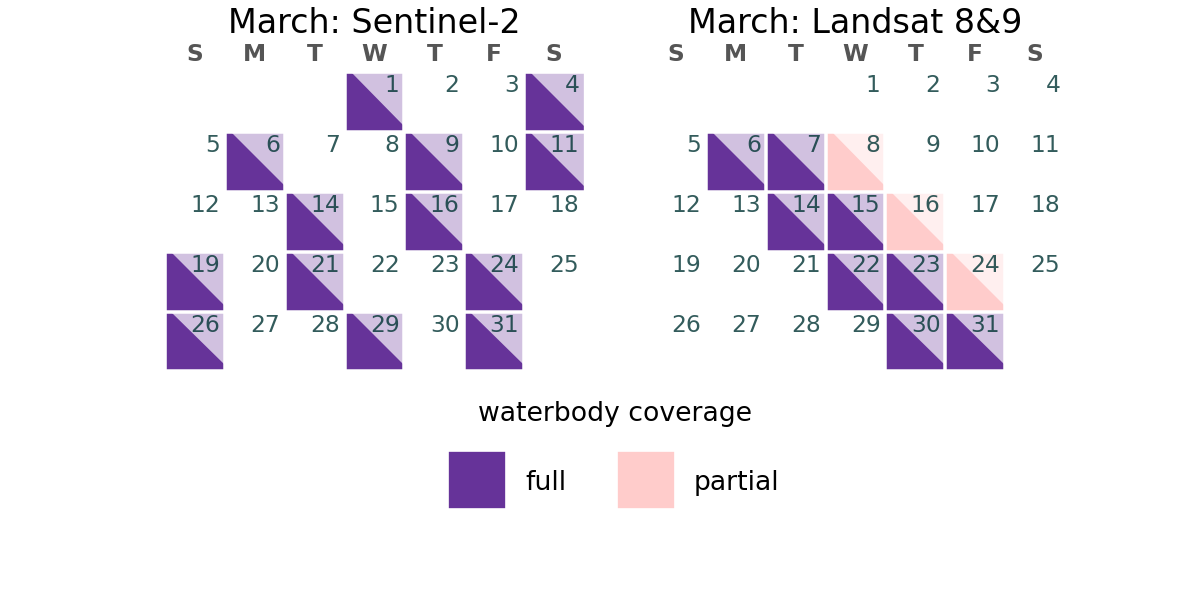 March: Sentinel-2
S M T W T F S
1 2 3 4
5 6 7 8 9 10 11
12 13 14 15 16 17 18
19 20 21 22 23 24 25
26 27 28 29 30 31
March: Landsat 8&9
S M T W T F S
1 2 3 4
5 6 7 8 9 10 11
12 13 14 15 16 17 18
19 20 21 22 23 24 25
26 27 28 29 30 31
waterbody coverage
full
partial